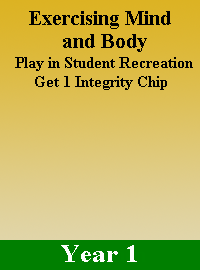 Exercising Mind
and Body
Play in Student Recreation
Get 1 Integrity Chip
Year 1